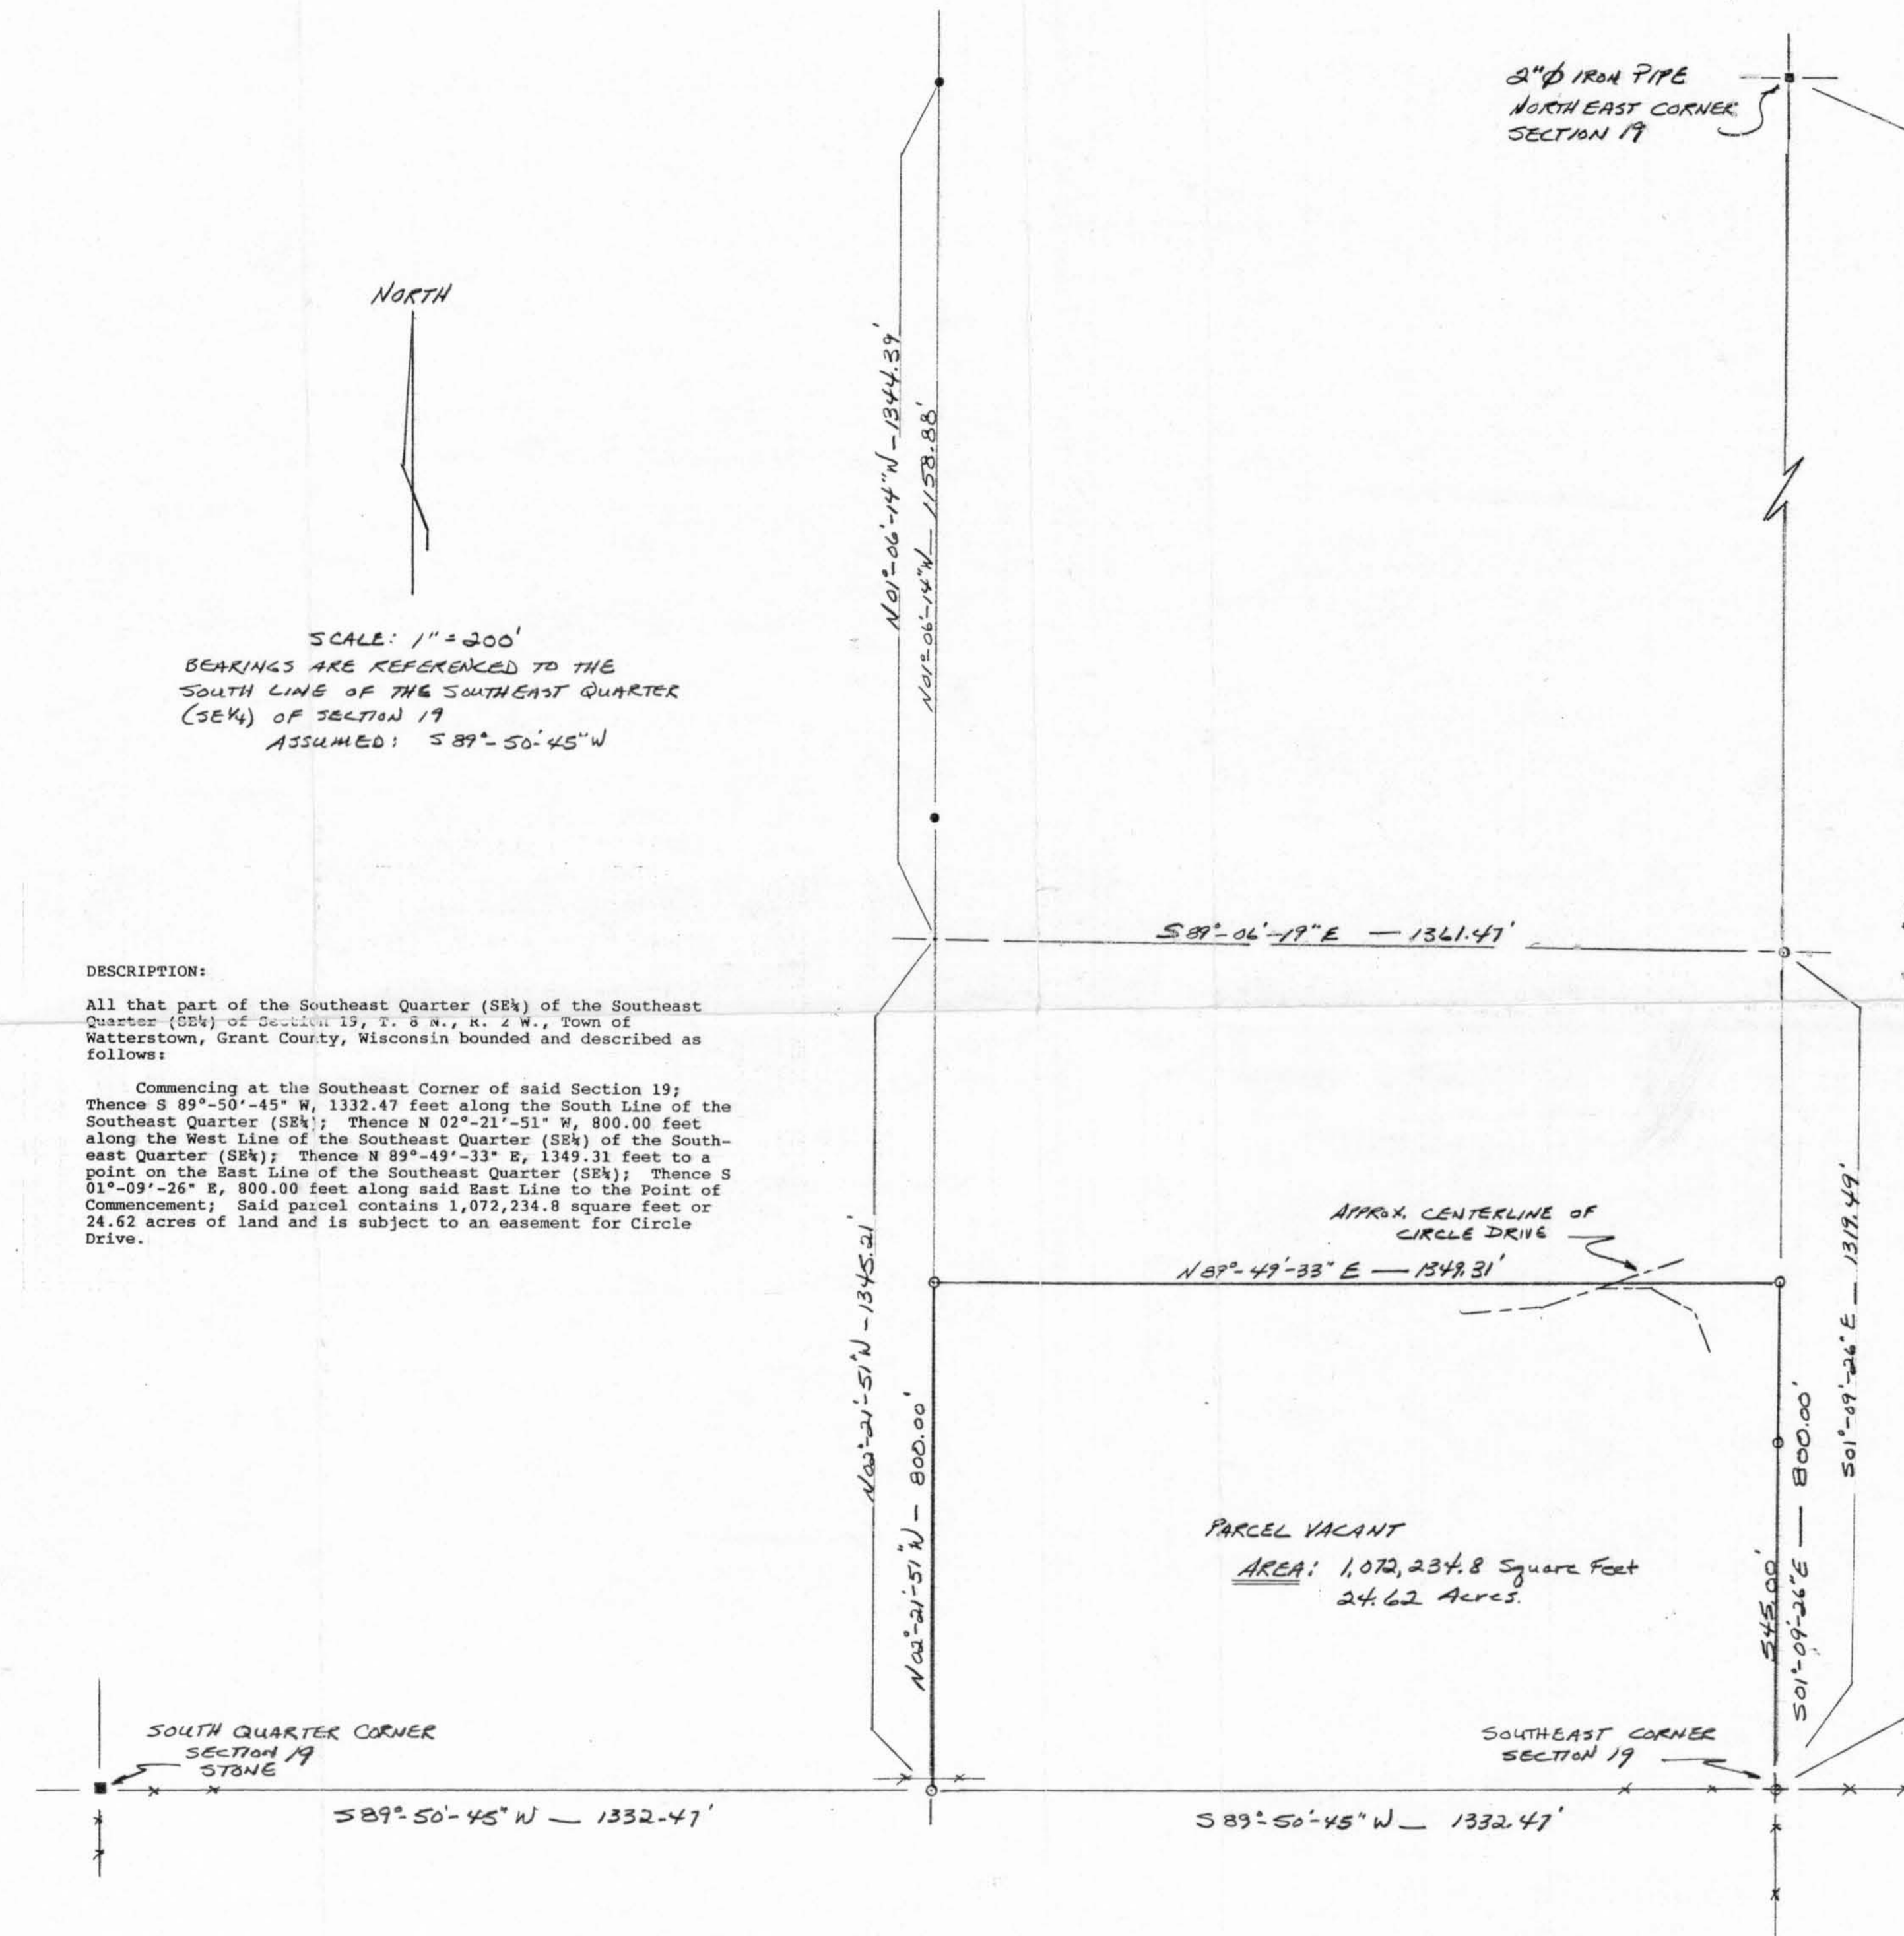 2"Ø IRON PIPE
NORTHEAST CORNER
SECTION 19
NORTH
SCALE: 1" = 200'
BEARINGS ARE REFERENCED TO THE
SOUTH LINE OF THE SOUTHEAST QUARTER
(SE¼) OF SECTION 19
ASSUMED: S 89°-50'-45" W
N01°-06'-14"W - 1344.39'
N01°-06'-14"W - 1158.88'
S 89°-06'-19" E - 1361.47'
DESCRIPTION:
All that part of the Southeast Quarter (SE¼) of the Southeast
Quarter (SE¼) of Section 19, T. 8 N., R. 2 W., Town of
Watterstown, Grant County, Wisconsin bounded and described as
follows:
Commencing at the Southeast Corner of said Section 19;
Thence S 89°-50'-45" W, 1332.47 feet along the South Line of the
Southeast Quarter (SE¼); Thence N 02°-21'-51" W, 800.00 feet
along the West Line of the Southeast Quarter (SE¼) of the South-
east Quarter (SE¼); Thence N 89°-49'-33" E, 1349.31 feet to a
point on the East Line of the Southeast Quarter (SE¼); Thence S
01°-09'-26" E, 800.00 feet along said East Line to the Point of
Commencement; Said parcel contains 1,072,234.8 square feet or
24.62 acres of land and is subject to an easement for Circle
Drive.
APPROX. CENTERLINE OF
CIRCLE DRIVE
N 89°-49'-33" E - 1349.31'
N02°-21'-51"W - 1345.21'
N02°-21'-51"W - 800.00'
S01°-09'-26" E - 1319.49'
S01°-09'-26"E - 800.00'
545.00'
PARCEL VACANT
AREA: 1,072,234.8 Square Feet
24.62 Acres.
SOUTH QUARTER CORNER
SECTION 19
STONE
SOUTHEAST CORNER
SECTION 19
S 89°-50'-45" W - 1332.47'
S 89°-50'-45" W - 1332.47'